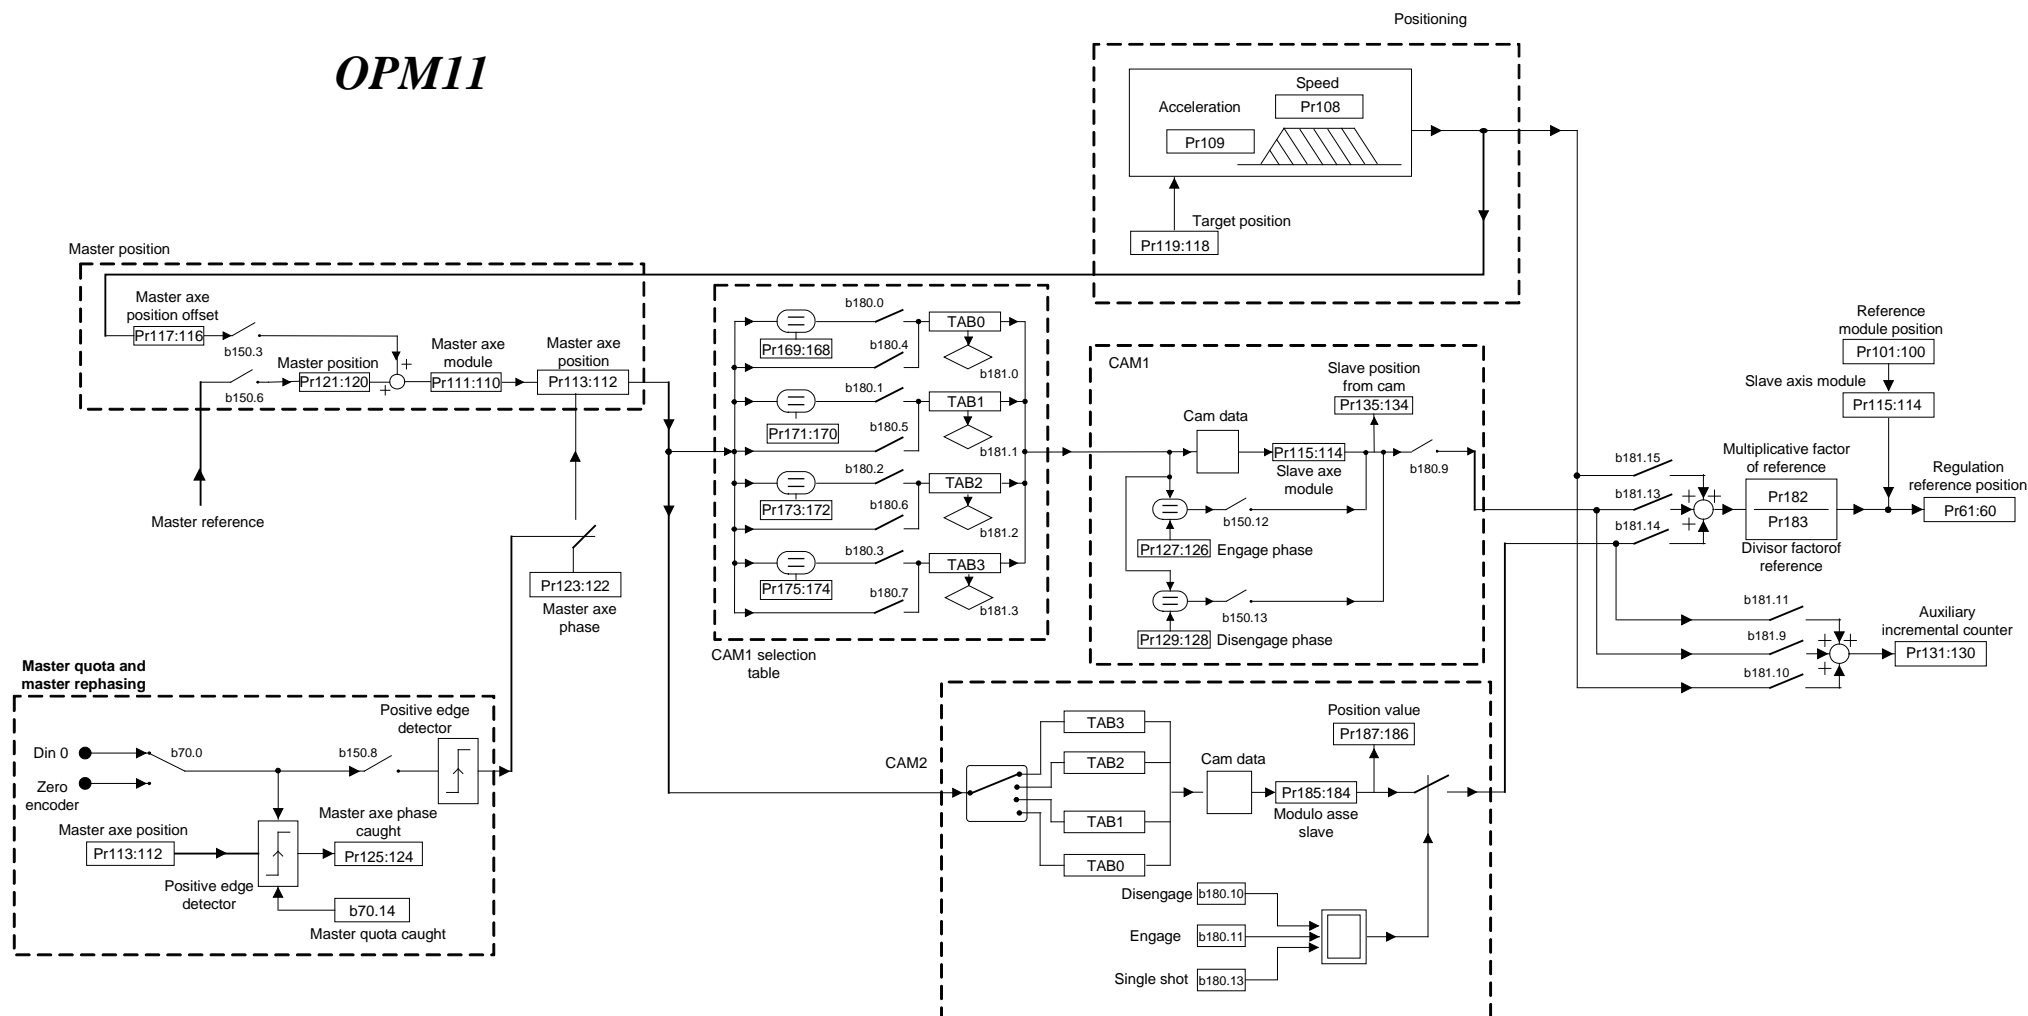 OPM11
Positioning
Speed
Pr108
Acceleration
Pr109
Target position
Pr119:118
Master position
Master axe
position offset
Pr117:116
b150.3
Master position
Pr121:120
b150.6
+
+
Master axe
module
Pr111:110
Master axe
position
Pr113:112
Master reference
Pr123:122
Master axe
phase
b180.0
TAB0
Pr169:168
b180.4
b181.0
b180.1
TAB1
Pr171:170
b180.5
b181.1
b180.2
TAB2
Pr173:172
b180.6
b181.2
b180.3
TAB3
Pr175:174
b180.7
b181.3
CAM1 selection
table
CAM1
Slave position
from cam
Pr135:134
Cam data
Pr115:114
Slave axe
module
b180.9
b150.12
Pr127:126
Engage phase
b150.13
Pr129:128
Disengage phase
Reference
module position
Pr101:100
Slave axis module
Pr115:114
b181.15
b181.13
b181.14
+
+
+
Multiplicative factor
of reference
Pr182
Pr183
Divisor factorof
reference
Regulation
reference position
Pr61:60
b181.11
b181.9
b181.10
+
+
+
Auxiliary
incremental counter
Pr131:130
Master quota and
master rephasing
Din 0
Zero
encoder
b70.0
b150.8
Positive edge
detector
Master axe position
Pr113:112
Master axe phase
caught
Pr125:124
Positive edge
detector
b70.14
Master quota caught
CAM2
TAB3
TAB2
TAB1
TAB0
Cam data
Position value
Pr187:186
Pr185:184
Modulo asse
slave
Disengage
b180.10
Engage
b180.11
Single shot
b180.13